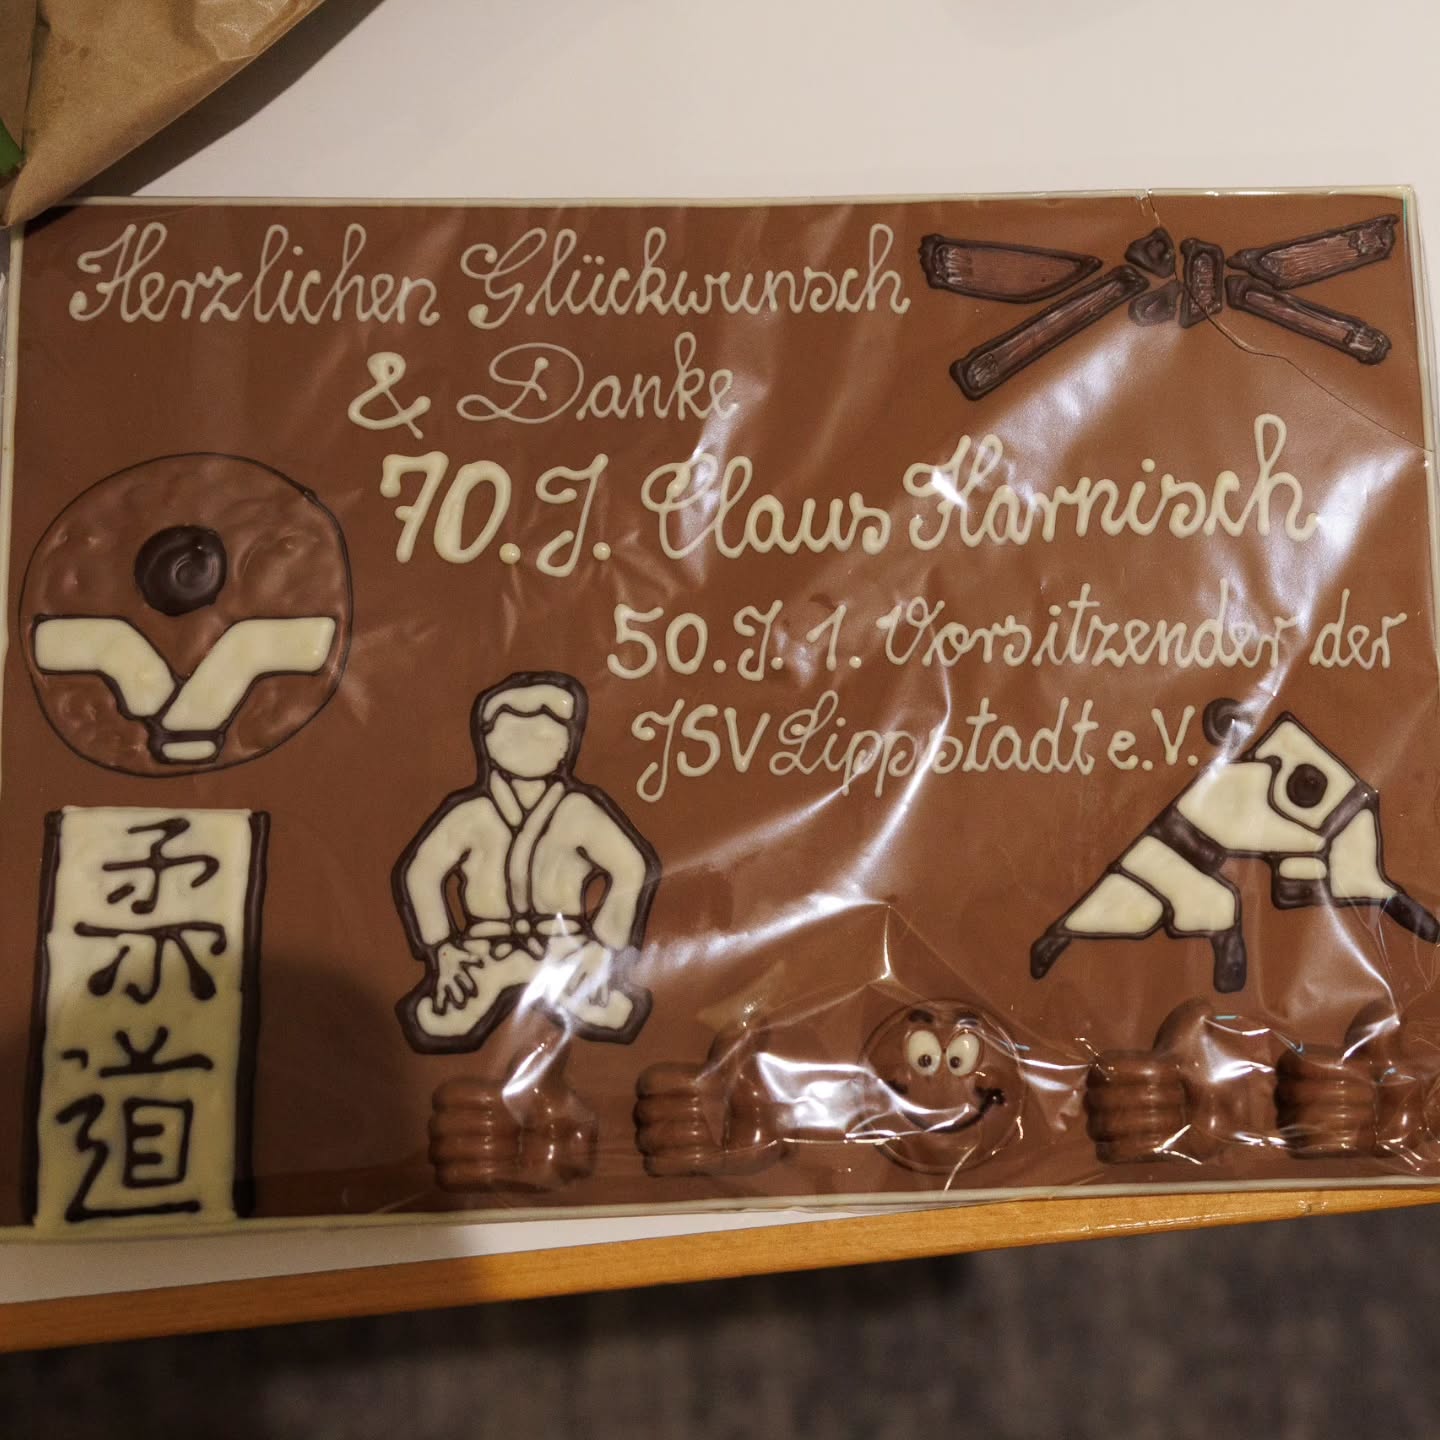 Herzlichen Glückwunsch
& Danke
70. J. Claus Harnisch
50. J. 1. Vorsitzender der
JSV Lippstadt e.V.
柔道